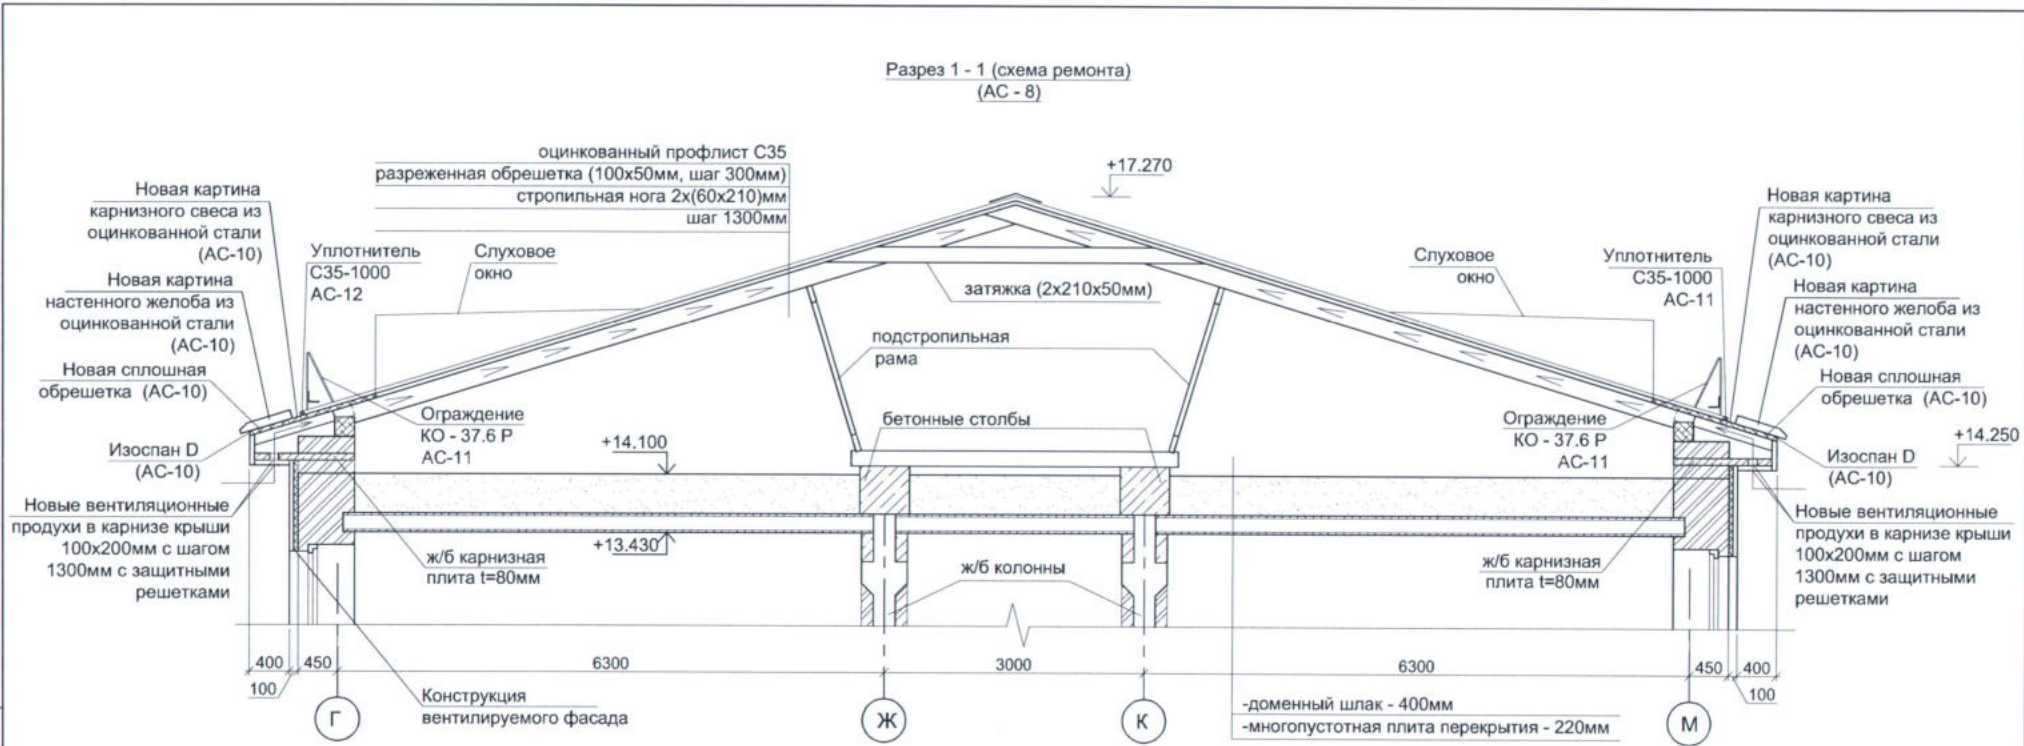 Разрез 1 - 1 (схема ремонта)
(АС - 8)
оцинкованный профлист С35
разреженная обрешетка (100х50мм, шаг 300мм)
стропильная нога 2х(60х210)мм
шаг 1300мм
+17.270
Новая картина
карнизного свеса из
оцинкованной стали
(АС-10)
Уплотнитель
С35-1000
АС-12
Слуховое
окно
Новая картина
настенного желоба из
оцинкованной стали
(АС-10)
Новая сплошная
обрешетка (АС-10)
Изоспан D
(АС-10)
Новые вентиляционные
продухи в карнизе крыши
100х200мм с шагом
1300мм с защитными
решетками
Ограждение
КО - 37.6 Р
АС-11
затяжка (2х210х50мм)
подстропильная
рама
бетонные столбы
+14.100
+13.430
ж/б карнизная
плита t=80мм
ж/б колонны
Слуховое
окно
Уплотнитель
С35-1000
АС-11
Новая картина
карнизного свеса из
оцинкованной стали
(АС-10)
Новая картина
настенного желоба из
оцинкованной стали
(АС-10)
Новая сплошная
обрешетка (АС-10)
Ограждение
КО - 37.6 Р
АС-11
+14.250
Изоспан D
(АС-10)
Новые вентиляционные
продухи в карнизе крыши
100х200мм с шагом
1300мм с защитными
решетками
ж/б карнизная
плита t=80мм
400 450 6300 3000 6300 450 400
100 100
Конструкция
вентилируемого фасада
-доменный шлак - 400мм
-многопустотная плита перекрытия - 220мм
Г Ж К М